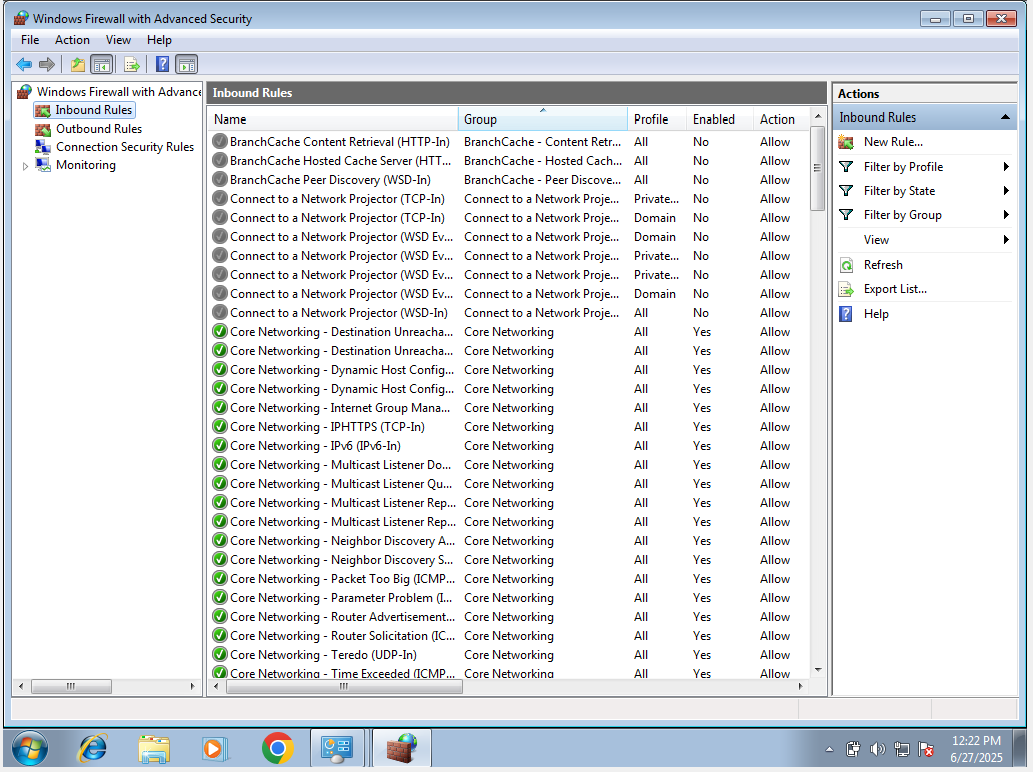 Windows Firewall with Advanced Security
File Action View Help
Windows Firewall with Advance
Inbound Rules
Outbound Rules
Connection Security Rules
Monitoring
Inbound Rules
Name Group Profile Enabled Action
BranchCache Content Retrieval (HTTP-In) BranchCache - Content Retr... All No Allow
BranchCache Hosted Cache Server (HTT... BranchCache - Hosted Cach... All No Allow
BranchCache Peer Discovery (WSD-In) BranchCache - Peer Discove... All No Allow
Connect to a Network Projector (TCP-In) Connect to a Network Proje... Private... No Allow
Connect to a Network Projector (TCP-In) Connect to a Network Proje... Domain No Allow
Connect to a Network Projector (WSD Ev... Connect to a Network Proje... Domain No Allow
Connect to a Network Projector (WSD Ev... Connect to a Network Proje... Private... No Allow
Connect to a Network Projector (WSD Ev... Connect to a Network Proje... Private... No Allow
Connect to a Network Projector (WSD Ev... Connect to a Network Proje... Domain No Allow
Connect to a Network Projector (WSD-In) Connect to a Network Proje... All No Allow
Core Networking - Destination Unreacha... Core Networking All Yes Allow
Core Networking - Destination Unreacha... Core Networking All Yes Allow
Core Networking - Dynamic Host Config... Core Networking All Yes Allow
Core Networking - Dynamic Host Config... Core Networking All Yes Allow
Core Networking - Internet Group Mana... Core Networking All Yes Allow
Core Networking - IPHTTPS (TCP-In) Core Networking All Yes Allow
Core Networking - IPv6 (IPv6-In) Core Networking All Yes Allow
Core Networking - Multicast Listener Do... Core Networking All Yes Allow
Core Networking - Multicast Listener Qu... Core Networking All Yes Allow
Core Networking - Multicast Listener Rep... Core Networking All Yes Allow
Core Networking - Multicast Listener Rep... Core Networking All Yes Allow
Core Networking - Neighbor Discovery A... Core Networking All Yes Allow
Core Networking - Neighbor Discovery S... Core Networking All Yes Allow
Core Networking - Packet Too Big (ICMP... Core Networking All Yes Allow
Core Networking - Parameter Problem (I... Core Networking All Yes Allow
Core Networking - Router Advertisement... Core Networking All Yes Allow
Core Networking - Router Solicitation (IC... Core Networking All Yes Allow
Core Networking - Teredo (UDP-In) Core Networking All Yes Allow
Core Networking - Time Exceeded (ICMP... Core Networking All Yes Allow
Actions
Inbound Rules
New Rule...
Filter by Profile
Filter by State
Filter by Group
View
Refresh
Export List...
Help
12:22 PM
6/27/2025